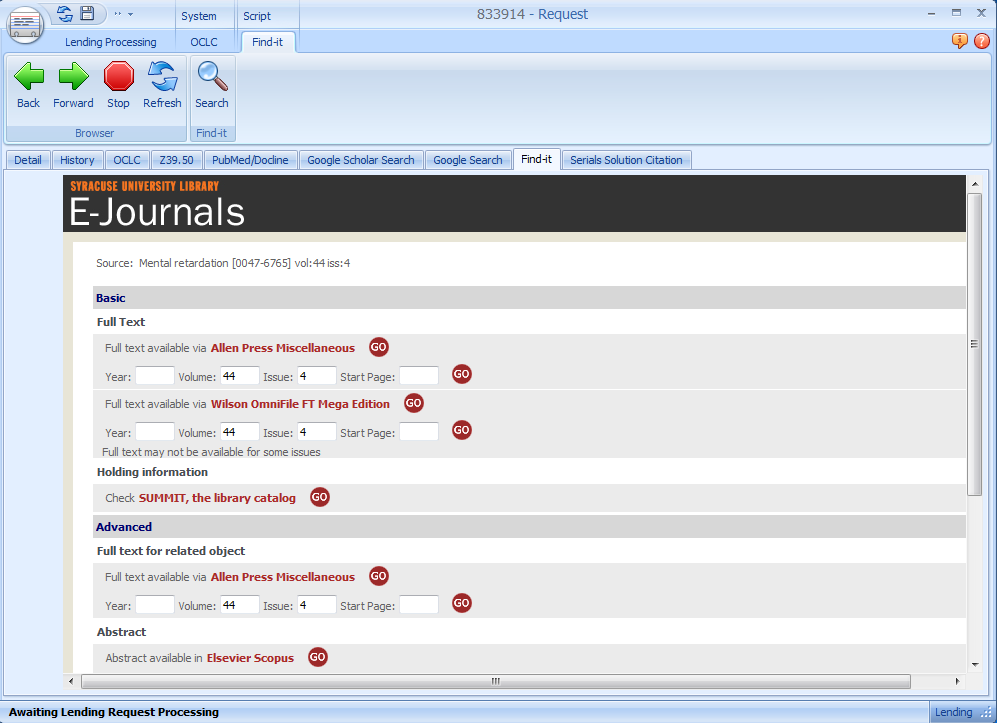 System Script 833914 - Request
Lending Processing OCLC Find-it
Back Forward Stop Refresh Search
Browser Find-it
Detail History OCLC Z39.50 PubMed/Docline Google Scholar Search Google Search Find-it Serials Solution Citation
SYRACUSE UNIVERSITY LIBRARY
E-Journals
Source: Mental retardation [0047-6765] vol:44 iss:4
Basic
Full Text
Full text available via Allen Press Miscellaneous GO
Year: Volume: 44 Issue: 4 Start Page: GO
Full text available via Wilson OmniFile FT Mega Edition GO
Year: Volume: 44 Issue: 4 Start Page: GO
Full text may not be available for some issues
Holding information
Check SUMMIT, the library catalog GO
Advanced
Full text for related object
Full text available via Allen Press Miscellaneous GO
Year: Volume: 44 Issue: 4 Start Page: GO
Abstract
Abstract available in Elsevier Scopus GO
Awaiting Lending Request Processing Lending